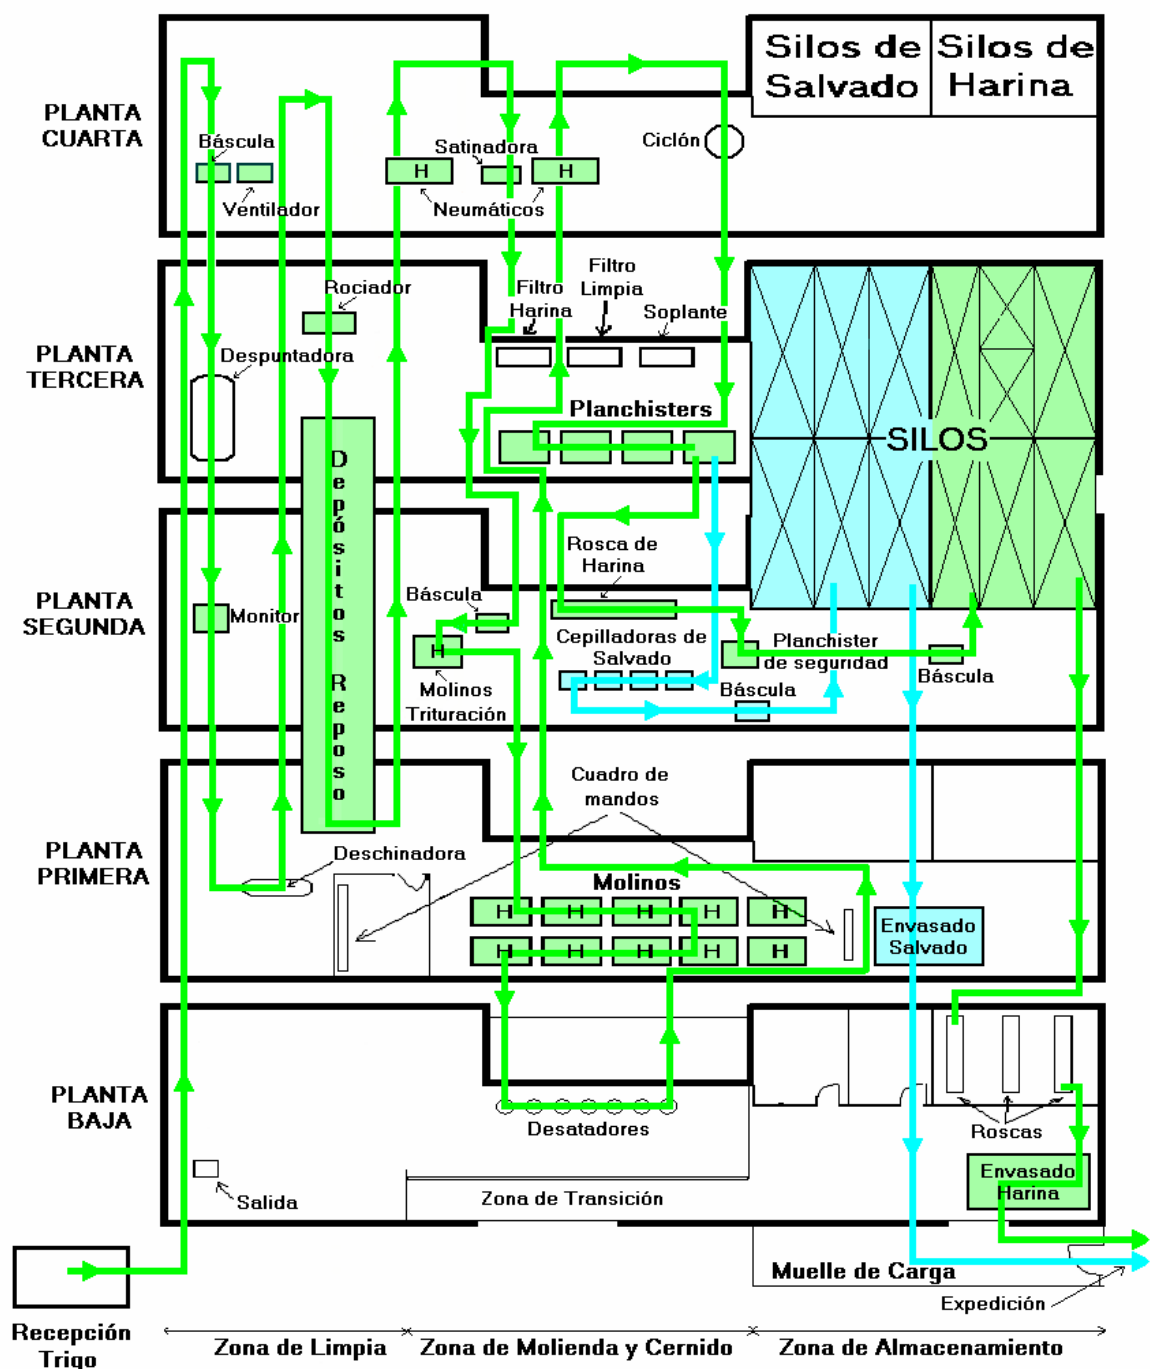 Silos de
Salvado
Silos de
Harina
PLANTA
CUARTA
Báscula
Ventilador
H
Satinadora
H
Neumáticos
Ciclón
PLANTA
TERCERA
Rociador
Despuntadora
Filtro
Harina
Filtro
Limpia
Soplante
Planchisters
SILOS
Depósitos Reposo
PLANTA
SEGUNDA
Monitor
Báscula
H
Molinos
Trituración
Rosca de
Harina
Cepilladoras de
Salvado
Báscula
Planchister
de seguridad
Báscula
PLANTA
PRIMERA
Deschinadora
Cuadro de
mandos
Molinos
H H H H H
H H H H H
Envasado
Salvado
PLANTA
BAJA
Desatadores
Roscas
Salida
Zona de Transición
Envasado
Harina
Muelle de Carga
Expedición
Recepción
Trigo
Zona de Limpia
Zona de Molienda y Cernido
Zona de Almacenamiento